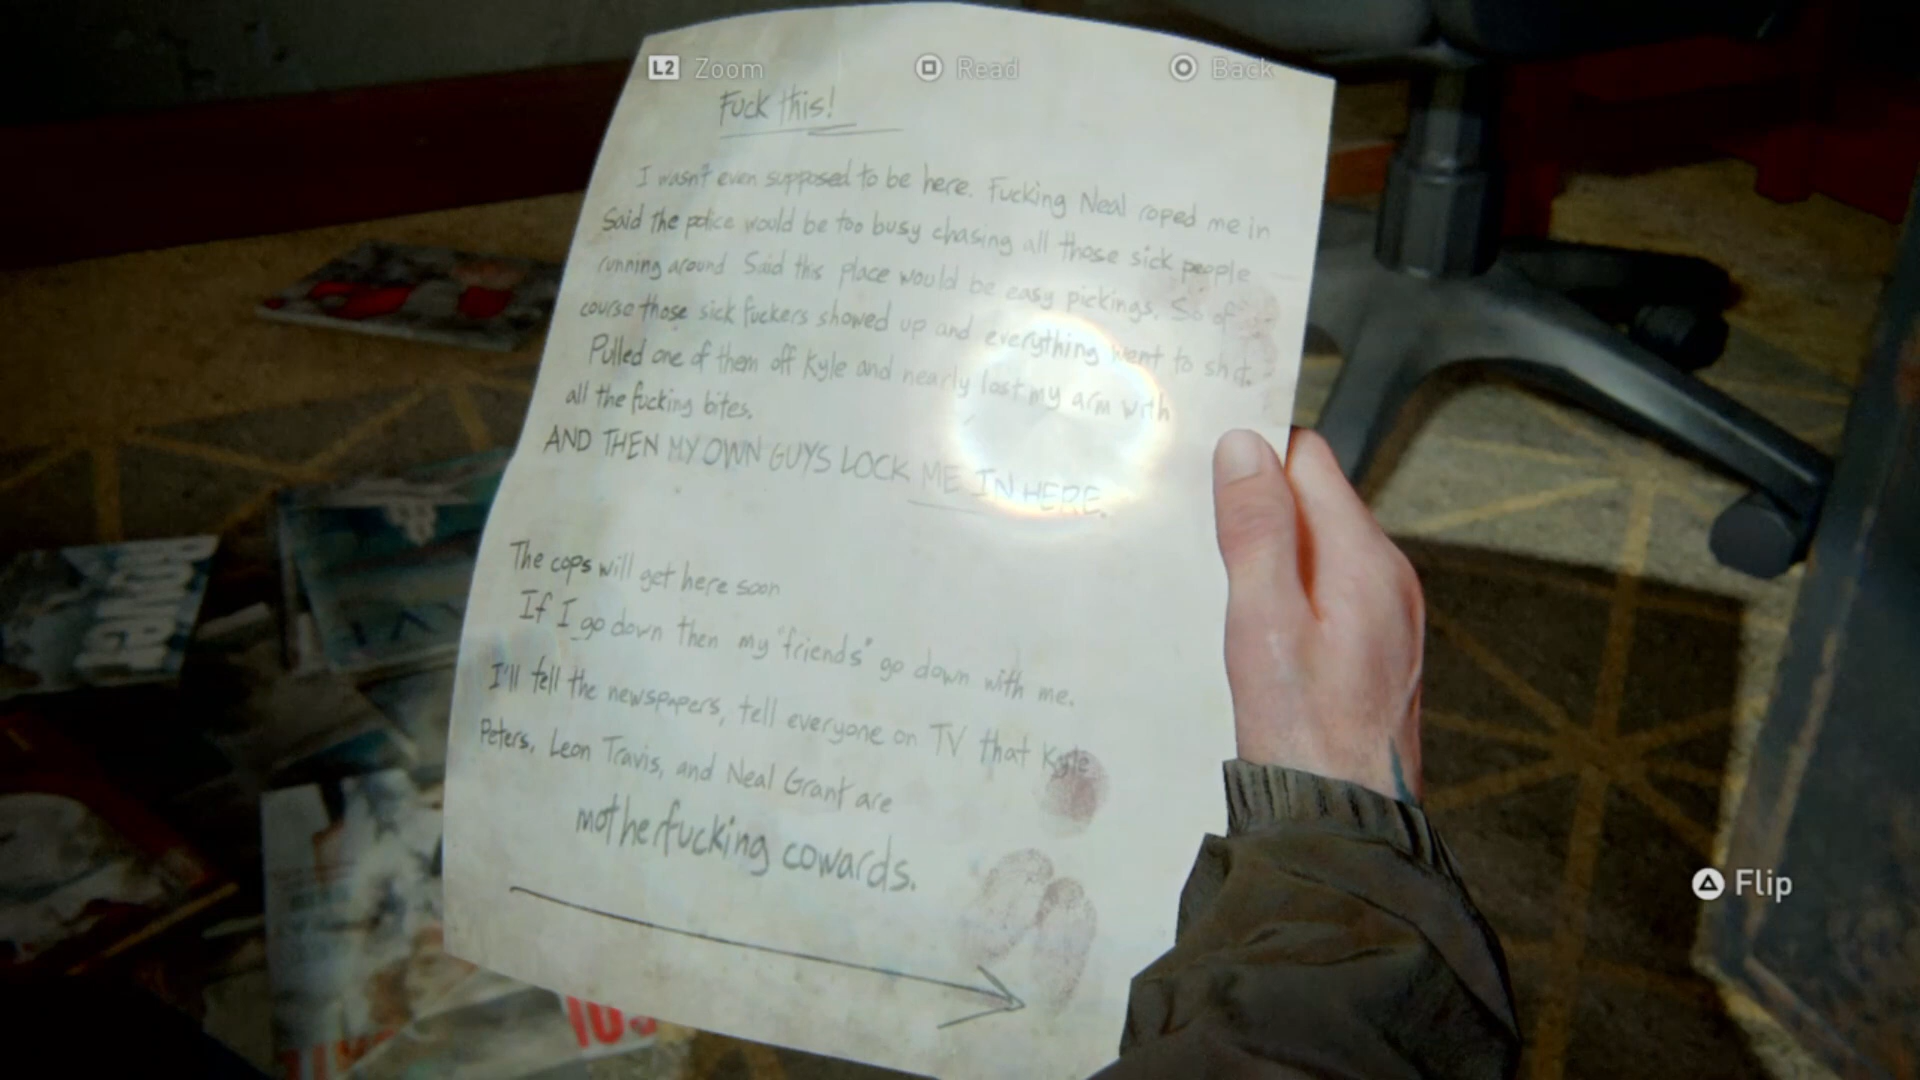 L2 Zoom
Read
Back
Fuck this!
I wasn't even supposed to be here. Fucking Neal roped me in
Said the police would be too busy chasing all those sick people
running around Said this place would be easy pickings. So of
course those sick fuckers showed up and everything went to shit.
Pulled one of them off Kyle and nearly lost my arm with
all the fucking bites.
AND THEN MY OWN GUYS LOCK ME IN HERE.
The cops will get here soon
If I go down then my "friends" go down with me.
I'll tell the newspapers, tell everyone on TV that Kyle
Peters, Leon Travis, and Neal Grant are
motherfucking cowards.
Flip